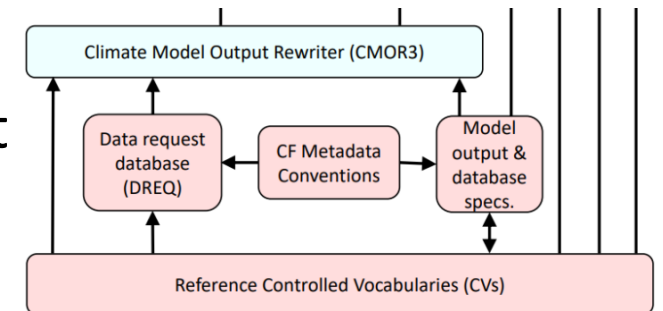 Climate Model Output Rewriter (CMOR3)
t
Data request
database
(DREQ)
CF Metadata
Conventions
Model
output &
database
specs.
Reference Controlled Vocabularies (CVs)